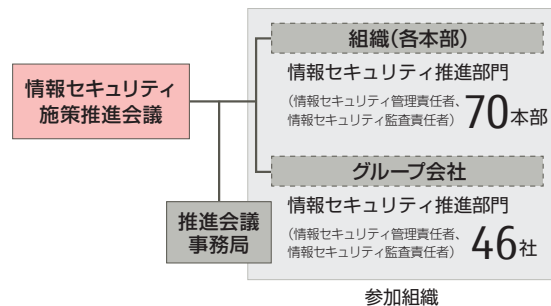 情報セキュリティ
施策推進会議
推進会議
事務局
組織(各本部)
情報セキュリティ推進部門
(情報セキュリティ管理責任者、
情報セキュリティ監査責任者) 70本部
グループ会社
情報セキュリティ推進部門
(情報セキュリティ管理責任者、
情報セキュリティ監査責任者) 46社
参加組織